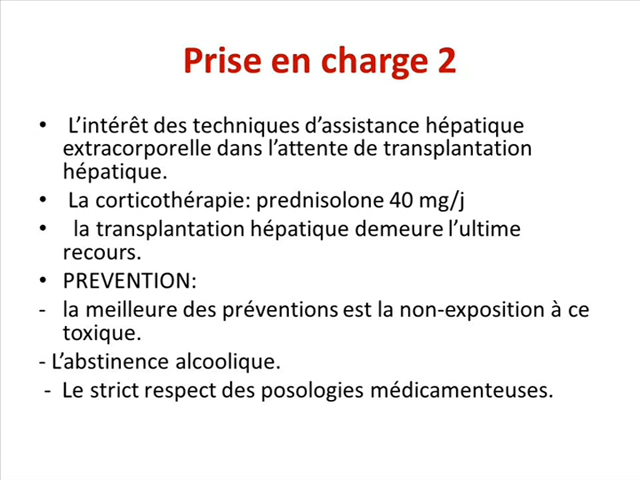 Prise en charge 2
• L’intérêt des techniques d’assistance hépatique
extracorporelle dans l’attente de transplantation
hépatique.
• La corticothérapie: prednisolone 40 mg/j
• la transplantation hépatique demeure l’ultime
recours.
• PREVENTION:
- la meilleure des préventions est la non-exposition à ce
toxique.
- L’abstinence alcoolique.
- Le strict respect des posologies médicamenteuses.